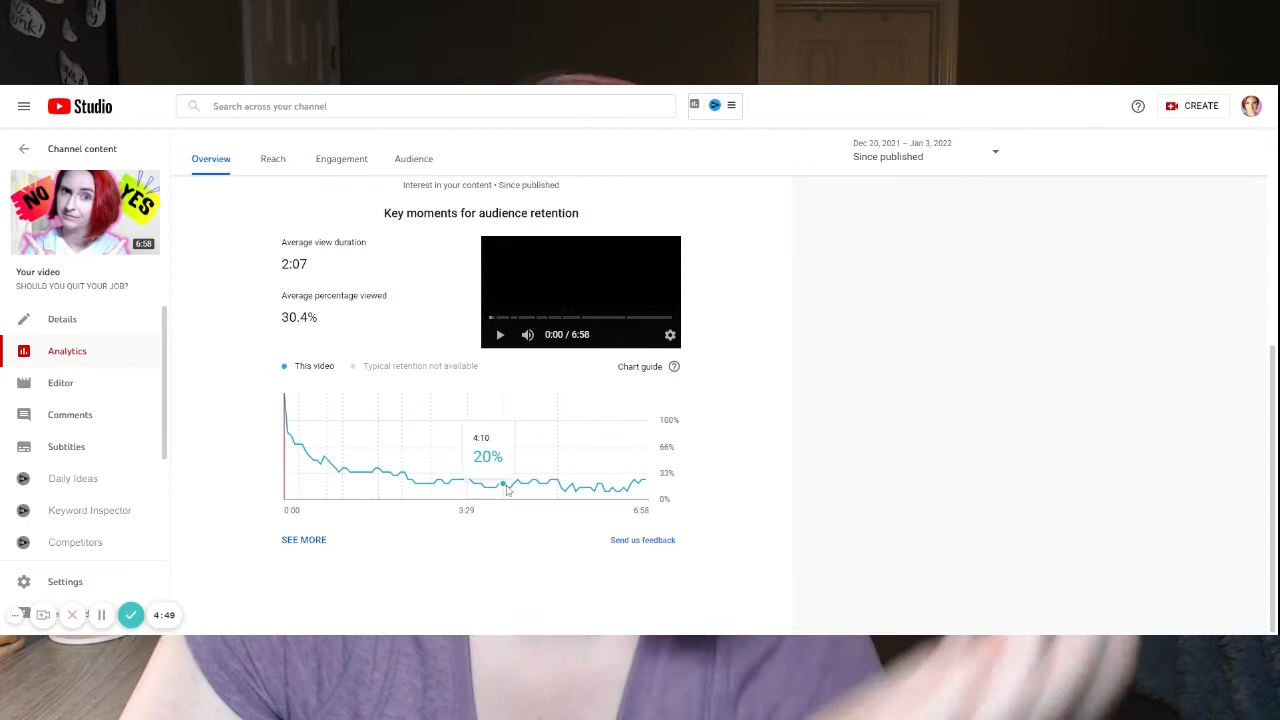 Studio
Search across your channel
CREATE
Channel content
Overview
Reach
Engagement
Audience
Dec 20, 2021 – Jan 3, 2022
Since published
NO
YES
6:58
Your video
SHOULD YOU QUIT YOUR JOB?
Details
Analytics
Editor
Comments
Subtitles
Daily Ideas
Keyword Inspector
Competitors
Settings
4:49
Interest in your content • Since published
Key moments for audience retention
Average view duration
2:07
Average percentage viewed
30.4%
0:00 / 6:58
This video
Typical retention not available
Chart guide
4:10
20%
100%
66%
33%
0%
0:00
3:29
6:58
SEE MORE
Send us feedback